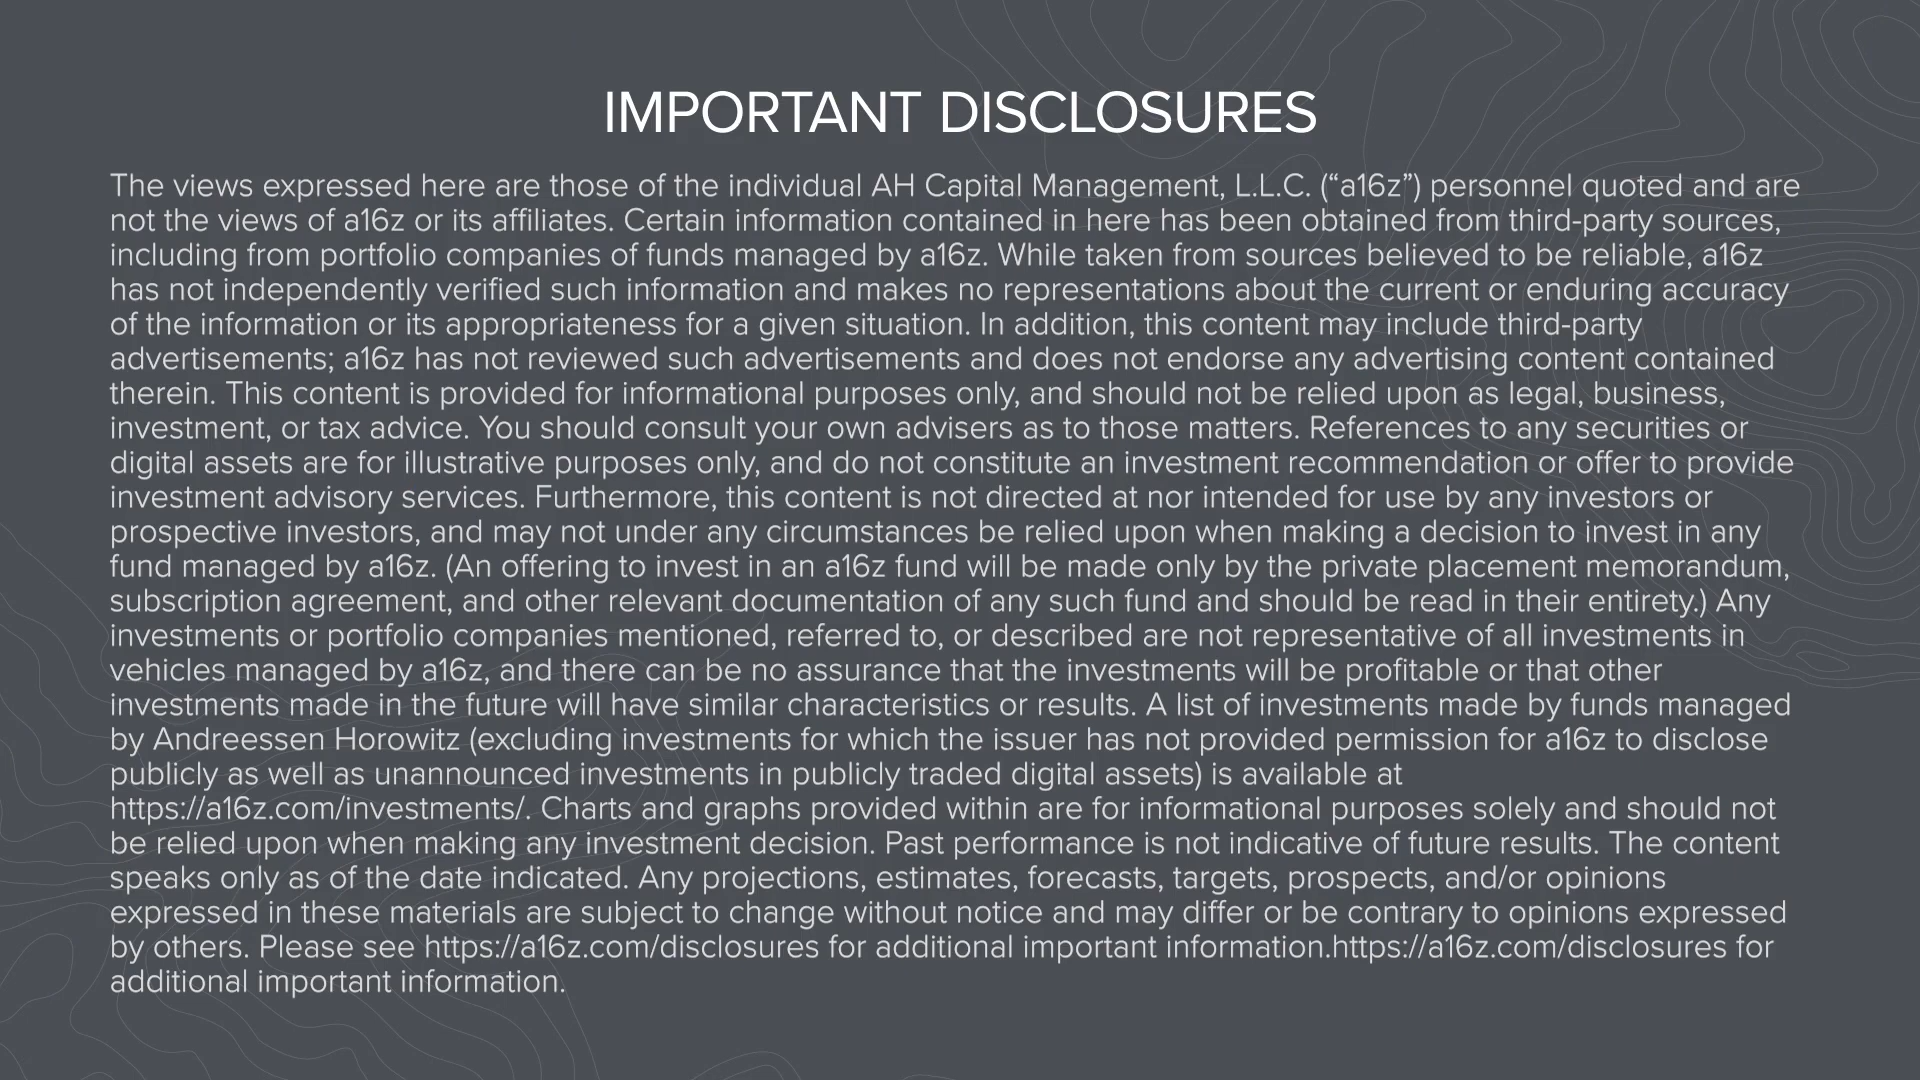 IMPORTANT DISCLOSURES
The views expressed here are those of the individual AH Capital Management, L.L.C. (“a16z”) personnel quoted and are
not the views of a16z or its affiliates. Certain information contained in here has been obtained from third-party sources,
including from portfolio companies of funds managed by a16z. While taken from sources believed to be reliable, a16z
has not independently verified such information and makes no representations about the current or enduring accuracy
of the information or its appropriateness for a given situation. In addition, this content may include third-party
advertisements; a16z has not reviewed such advertisements and does not endorse any advertising content contained
therein. This content is provided for informational purposes only, and should not be relied upon as legal, business,
investment, or tax advice. You should consult your own advisers as to those matters. References to any securities or
digital assets are for illustrative purposes only, and do not constitute an investment recommendation or offer to provide
investment advisory services. Furthermore, this content is not directed at nor intended for use by any investors or
prospective investors, and may not under any circumstances be relied upon when making a decision to invest in any
fund managed by a16z. (An offering to invest in an a16z fund will be made only by the private placement memorandum,
subscription agreement, and other relevant documentation of any such fund and should be read in their entirety.) Any
investments or portfolio companies mentioned, referred to, or described are not representative of all investments in
vehicles managed by a16z, and there can be no assurance that the investments will be profitable or that other
investments made in the future will have similar characteristics or results. A list of investments made by funds managed
by Andreessen Horowitz (excluding investments for which the issuer has not provided permission for a16z to disclose
publicly as well as unannounced investments in publicly traded digital assets) is available at
https://a16z.com/investments/. Charts and graphs provided within are for informational purposes solely and should not
be relied upon when making any investment decision. Past performance is not indicative of future results. The content
speaks only as of the date indicated. Any projections, estimates, forecasts, targets, prospects, and/or opinions
expressed in these materials are subject to change without notice and may differ or be contrary to opinions expressed
by others. Please see https://a16z.com/disclosures for additional important information.https://a16z.com/disclosures for
additional important information.